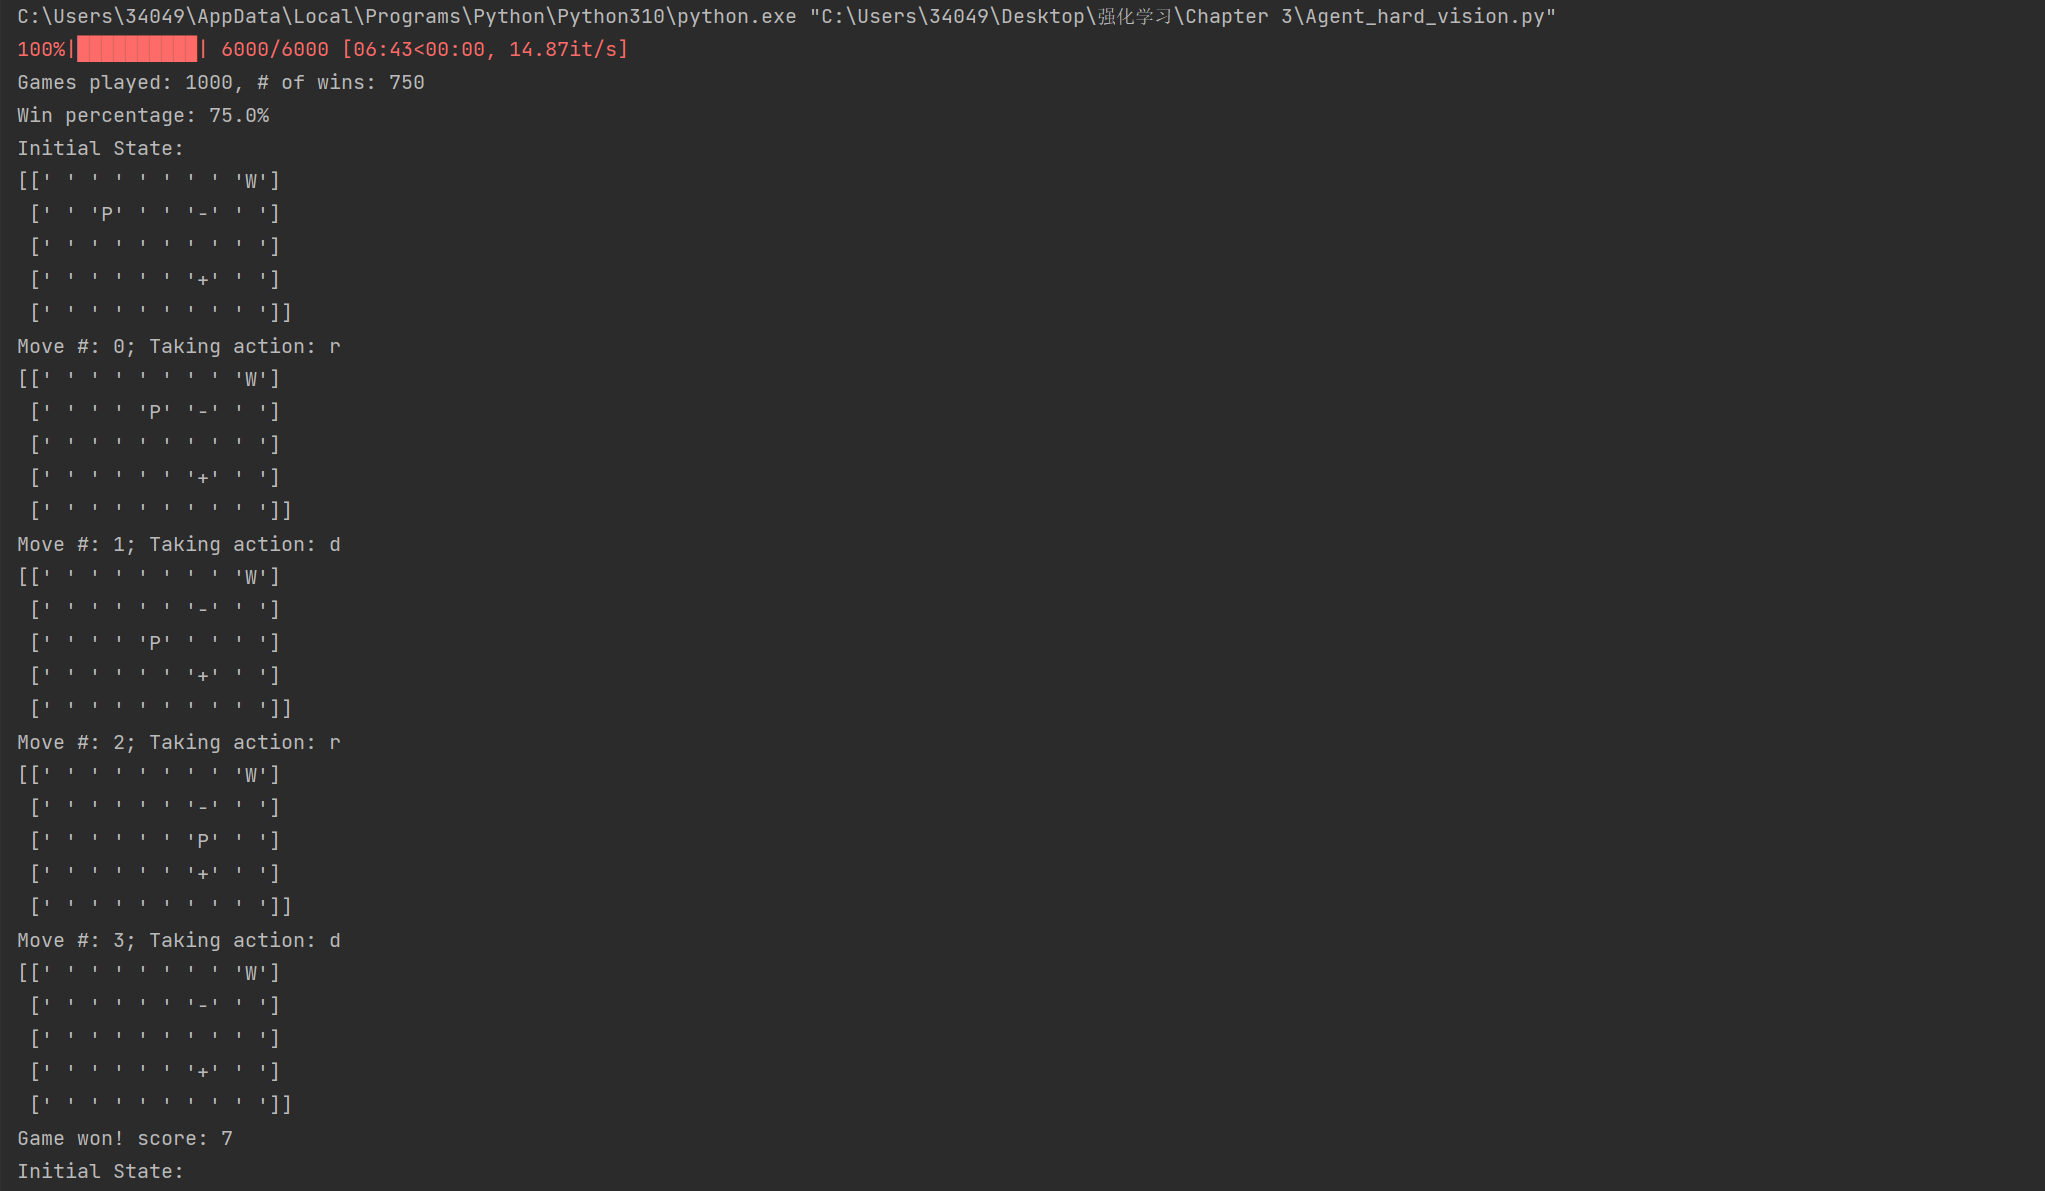 C:\Users\34049\AppData\Local\Programs\Python\Python310\python.exe "C:\Users\34049\Desktop\强化学习\Chapter 3\Agent_hard_vision.py"
100%|██████████| 6000/6000 [06:43<00:00, 14.87it/s]
Games played: 1000, # of wins: 750
Win percentage: 75.0%
Initial State:
[[' ' ' ' ' ' ' ' 'W']
 [' ' 'P' ' ' '-' ' ']
 [' ' ' ' ' ' ' ' ' ']
 [' ' ' ' ' ' '+' ' ']
 [' ' ' ' ' ' ' ' ' ']]
Move #: 0; Taking action: r
[[' ' ' ' ' ' ' ' 'W']
 [' ' ' ' 'P' '-' ' ']
 [' ' ' ' ' ' ' ' ' ']
 [' ' ' ' ' ' '+' ' ']
 [' ' ' ' ' ' ' ' ' ']]
Move #: 1; Taking action: d
[[' ' ' ' ' ' ' ' 'W']
 [' ' ' ' ' ' '-' ' ']
 [' ' ' ' 'P' ' ' ' ']
 [' ' ' ' ' ' '+' ' ']
 [' ' ' ' ' ' ' ' ' ']]
Move #: 2; Taking action: r
[[' ' ' ' ' ' ' ' 'W']
 [' ' ' ' ' ' '-' ' ']
 [' ' ' ' ' ' 'P' ' ']
 [' ' ' ' ' ' '+' ' ']
 [' ' ' ' ' ' ' ' ' ']]
Move #: 3; Taking action: d
[[' ' ' ' ' ' ' ' 'W']
 [' ' ' ' ' ' '-' ' ']
 [' ' ' ' ' ' ' ' ' ']
 [' ' ' ' ' ' '+' ' ']
 [' ' ' ' ' ' ' ' ' ']]
Game won! score: 7
Initial State: